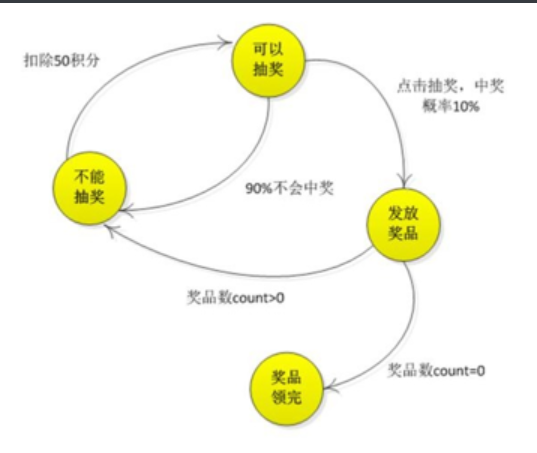 可以
抽奖
扣除50积分
点击抽奖，中奖
概率10%
不能
抽奖
90%不会中奖
发放
奖品
奖品数count>0
奖品数count=0
奖品
领完